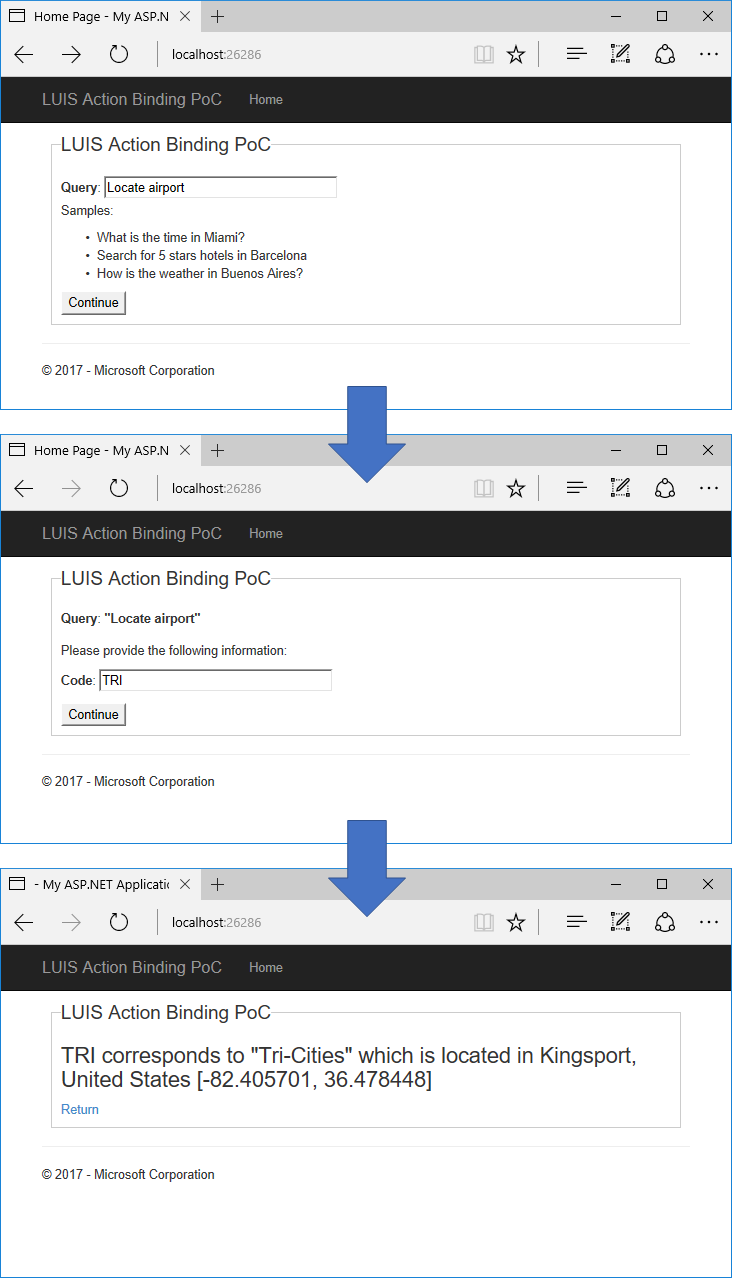 Home Page - My ASP.N
localhost:26286
LUIS Action Binding PoC Home
LUIS Action Binding PoC
Query: Locate airport
Samples:
• What is the time in Miami?
• Search for 5 stars hotels in Barcelona
• How is the weather in Buenos Aires?
Continue
© 2017 - Microsoft Corporation
Home Page - My ASP.N
localhost:26286
LUIS Action Binding PoC Home
LUIS Action Binding PoC
Query: "Locate airport"
Please provide the following information:
Code: TRI
Continue
© 2017 - Microsoft Corporation
- My ASP.NET Applicatic
localhost:26286
LUIS Action Binding PoC Home
LUIS Action Binding PoC
TRI corresponds to "Tri-Cities" which is located in Kingsport,
United States [-82.405701, 36.478448]
Return
© 2017 - Microsoft Corporation